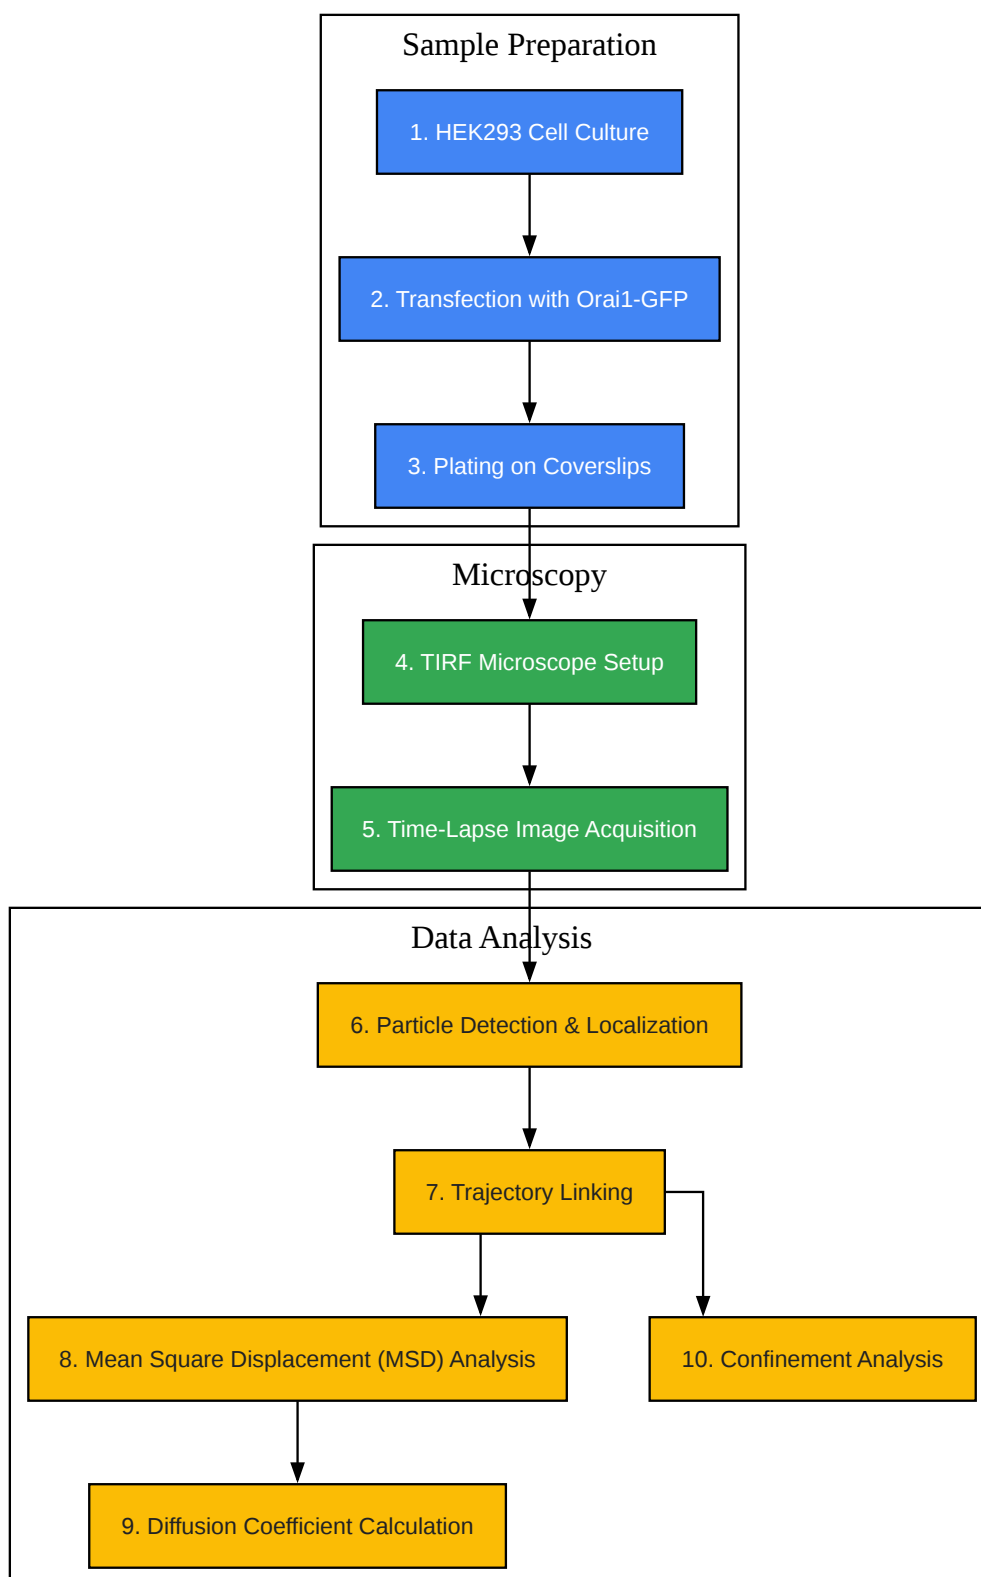 Sample Preparation
1. HEK293 Cell Culture
2. Transfection with Orai1-GFP
3. Plating on Coverslips
Microscopy
4. TIRF Microscope Setup
5. Time-Lapse Image Acquisition
Data Analysis
6. Particle Detection & Localization
7. Trajectory Linking
8. Mean Square Displacement (MSD) Analysis
10. Confinement Analysis
9. Diffusion Coefficient Calculation